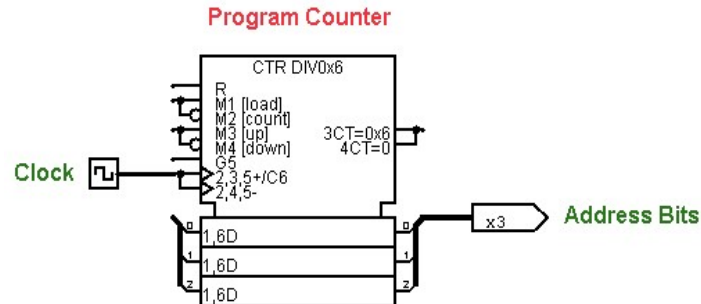 Program Counter
CTR DIV0x6
R
M1 [load]
M2 [count]
M3 [up]
M4 [down]
3CT=0x6
4CT=0
G5
2,3,5+/C6
2,4,5-
Clock
0
1,6D
0
x3
Address Bits
1
1,6D
1
2
1,6D
2